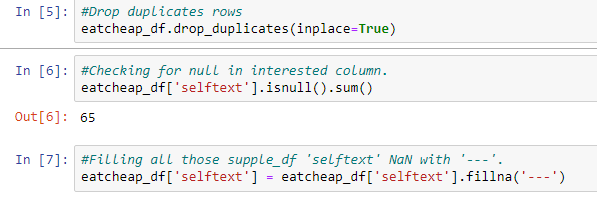 In [5]: #Drop duplicates rows
eatcheap_df.drop_duplicates(inplace=True)
In [6]: #Checking for null in interested column.
eatcheap_df['selftext'].isnull().sum()
Out[6]: 65
In [7]: #Filling all those supple_df 'selftext' NaN with '---'.
eatcheap_df['selftext'] = eatcheap_df['selftext'].fillna('---')